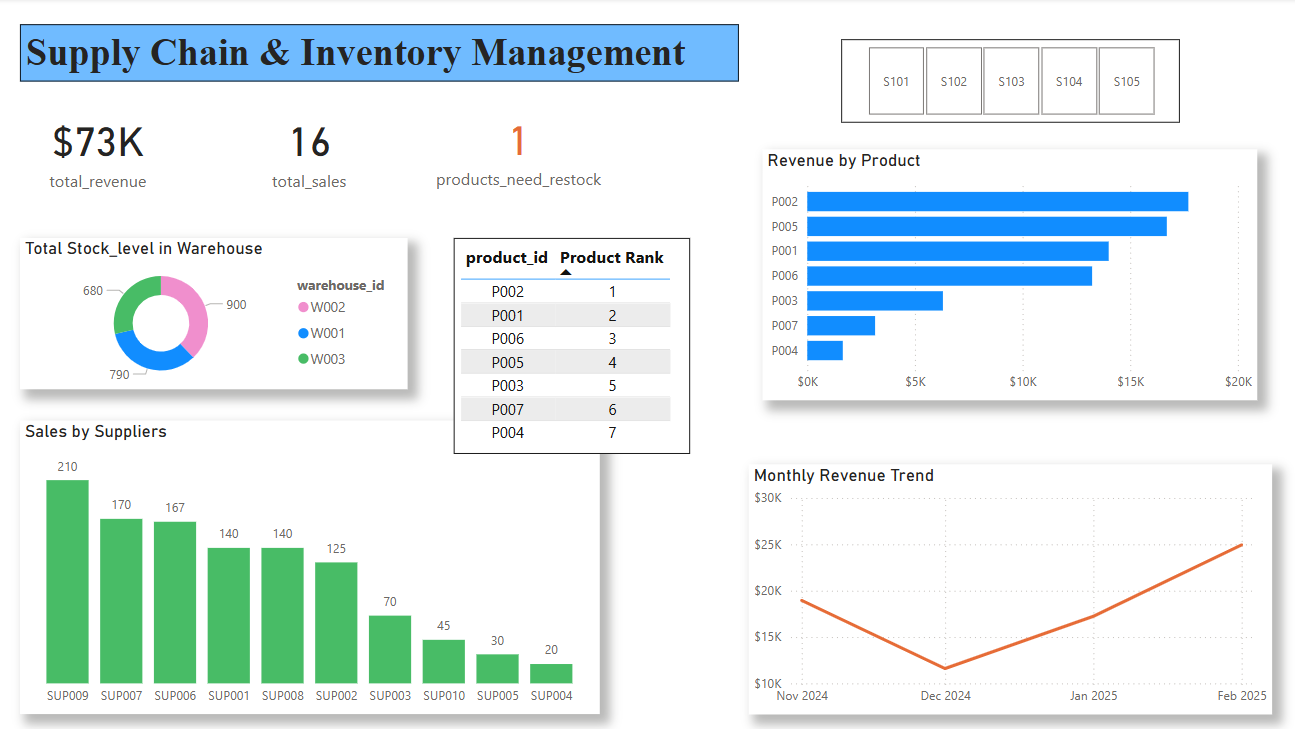 Supply Chain & Inventory Management
S101 S102 S103 S104 S105
$73K 16 1
total_revenue total_sales products_need_restock
Revenue by Product
P002
P005
P001
P006
P003
P007
P004
$0K $5K $10K $15K $20K
Total Stock_level in Warehouse
680
900
790
warehouse_id
W002
W001
W003
product_id Product Rank
P002 1
P001 2
P006 3
P005 4
P003 5
P007 6
P004 7
Sales by Suppliers
210 170 167 140 140 125 70 45 30 20
SUP009 SUP007 SUP006 SUP001 SUP008 SUP002 SUP003 SUP010 SUP005 SUP004
Monthly Revenue Trend
$30K
$25K
$20K
$15K
$10K
Nov 2024 Dec 2024 Jan 2025 Feb 2025